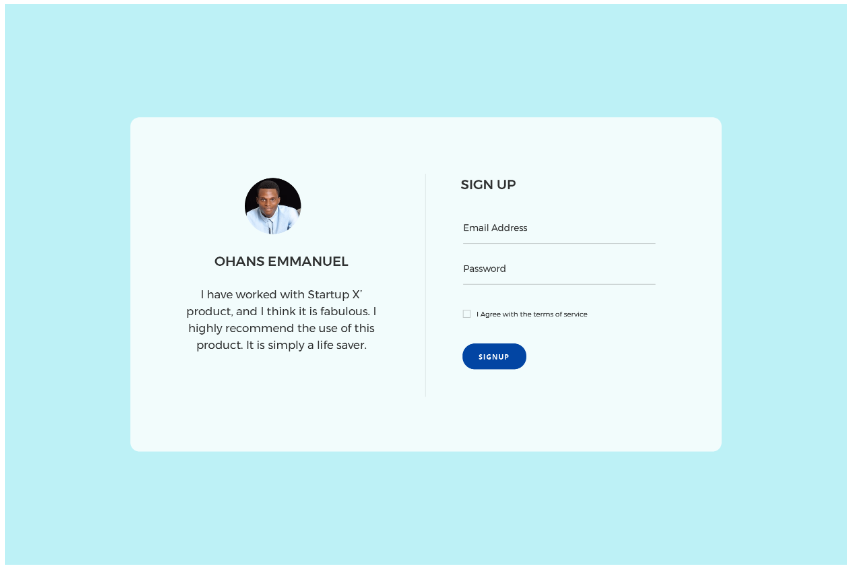 OHANS EMMANUEL
I have worked with Startup X'
product, and I think it is fabulous. I
highly recommend the use of this
product. It is simply a life saver.
SIGN UP
Email Address
Password
I Agree with the terms of service
SIGNUP